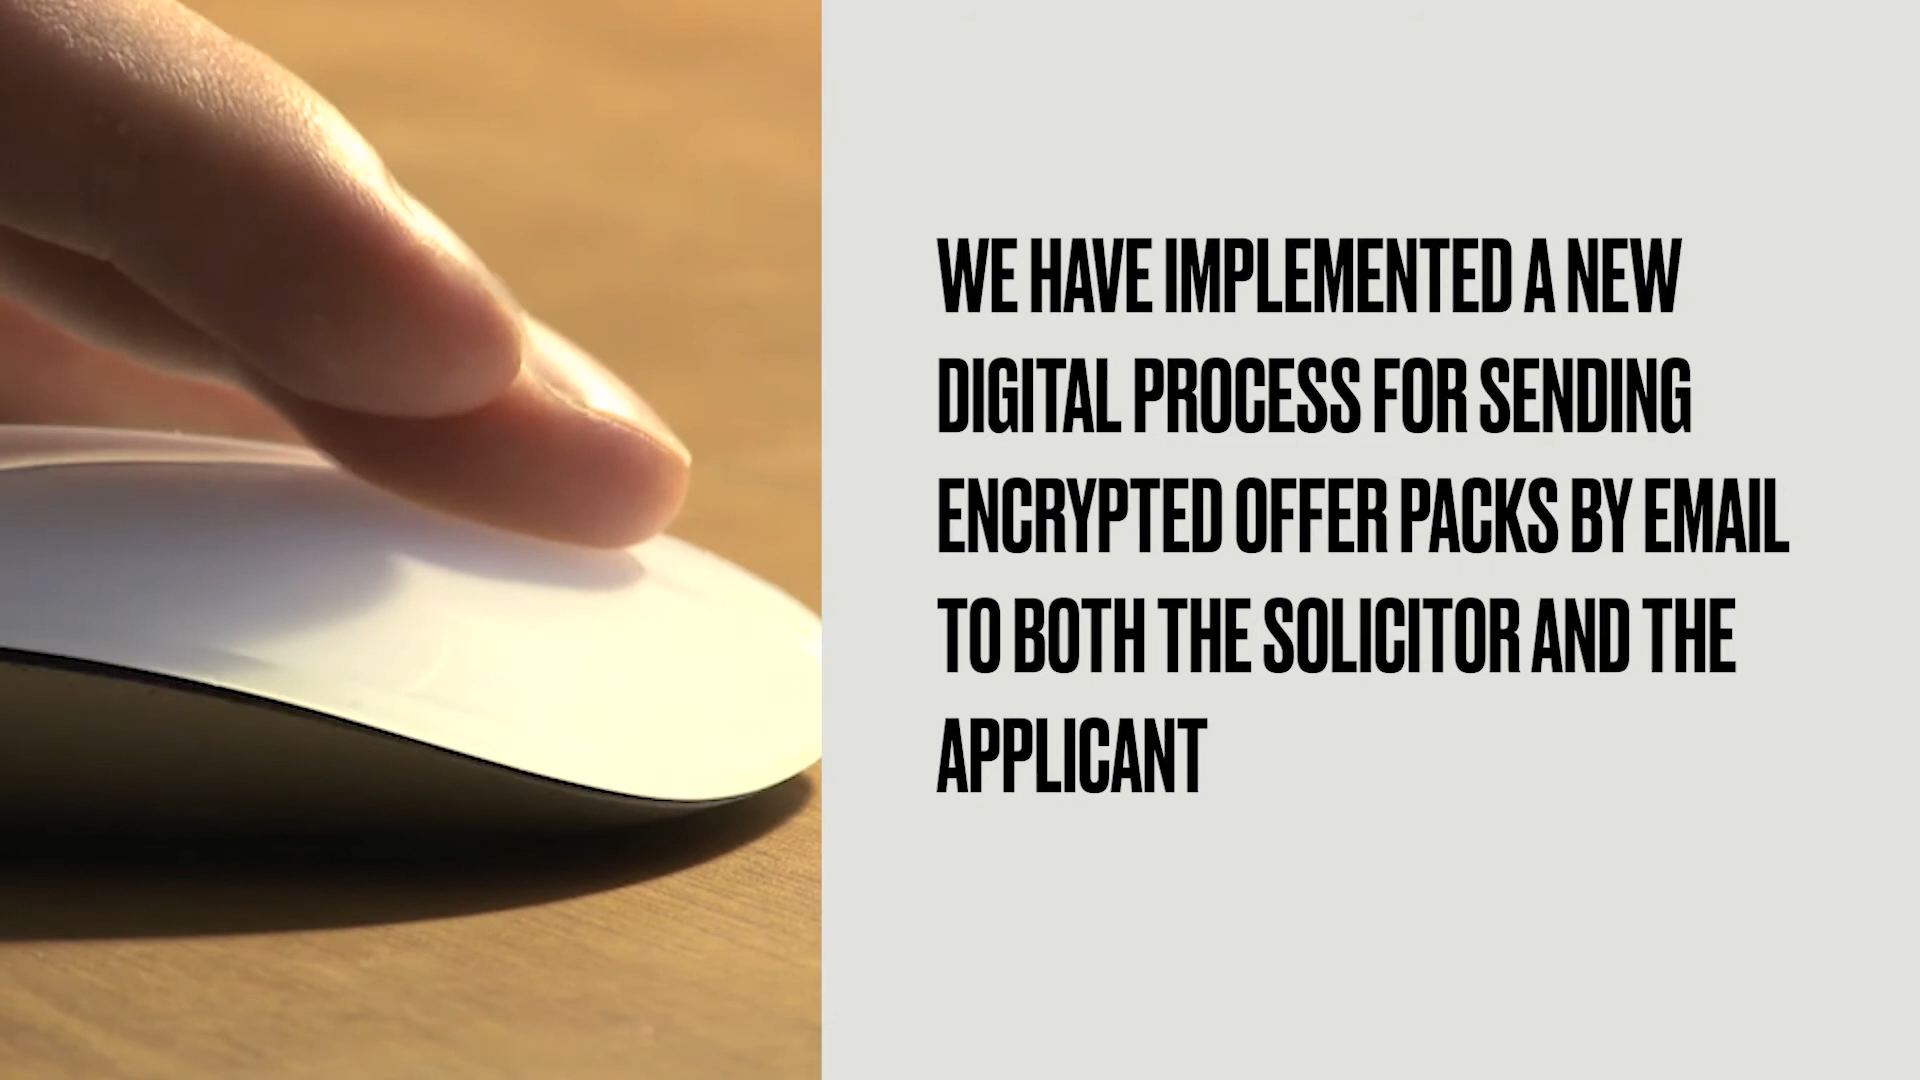 WE HAVE IMPLEMENTED A NEW
DIGITAL PROCESS FOR SENDING
ENCRYPTED OFFER PACKS BY EMAIL
TO BOTH THE SOLICITOR AND THE
APPLICANT